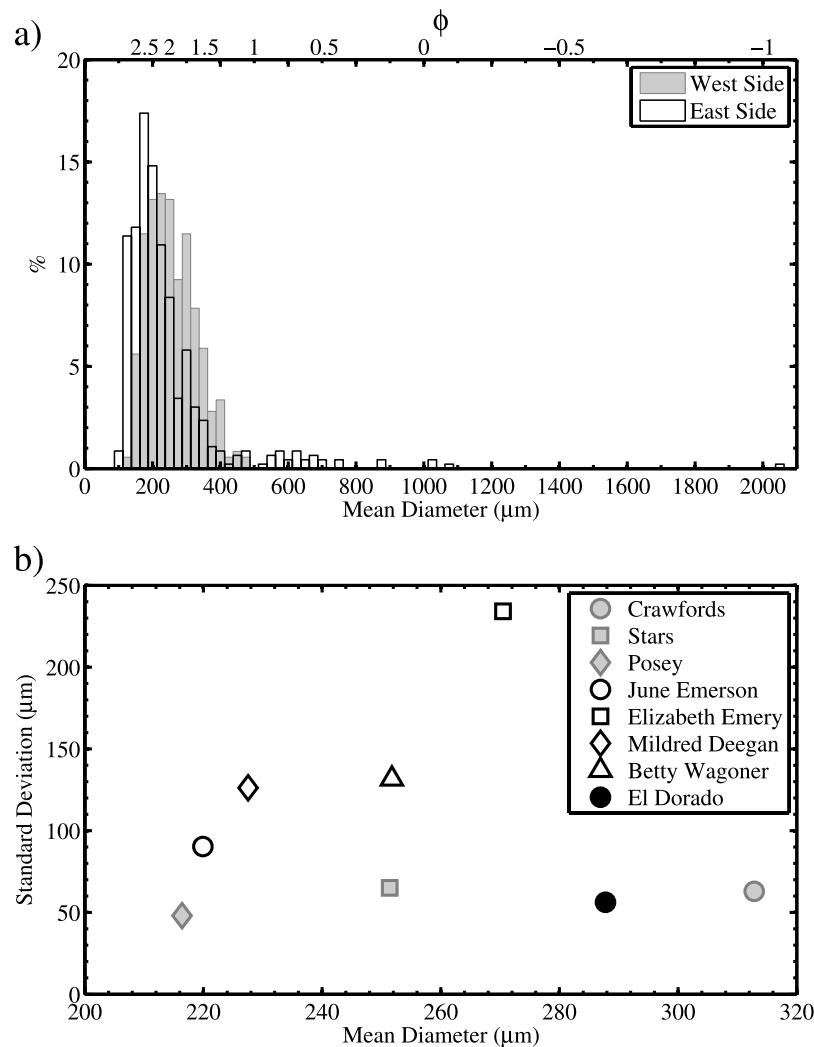 a)
ϕ
2.5 2 1.5 1 0.5 0 −0.5 −1
20
15
10
5
0
%
West Side
East Side
0 200 400 600 800 1000 1200 1400 1600 1800 2000
Mean Diameter (μm)
b)
250
200
150
100
50
0
Standard Deviation (μm)
Crawfords
Stars
Posey
June Emerson
Elizabeth Emery
Mildred Deegan
Betty Wagoner
El Dorado
200 220 240 260 280 300 320
Mean Diameter (μm)